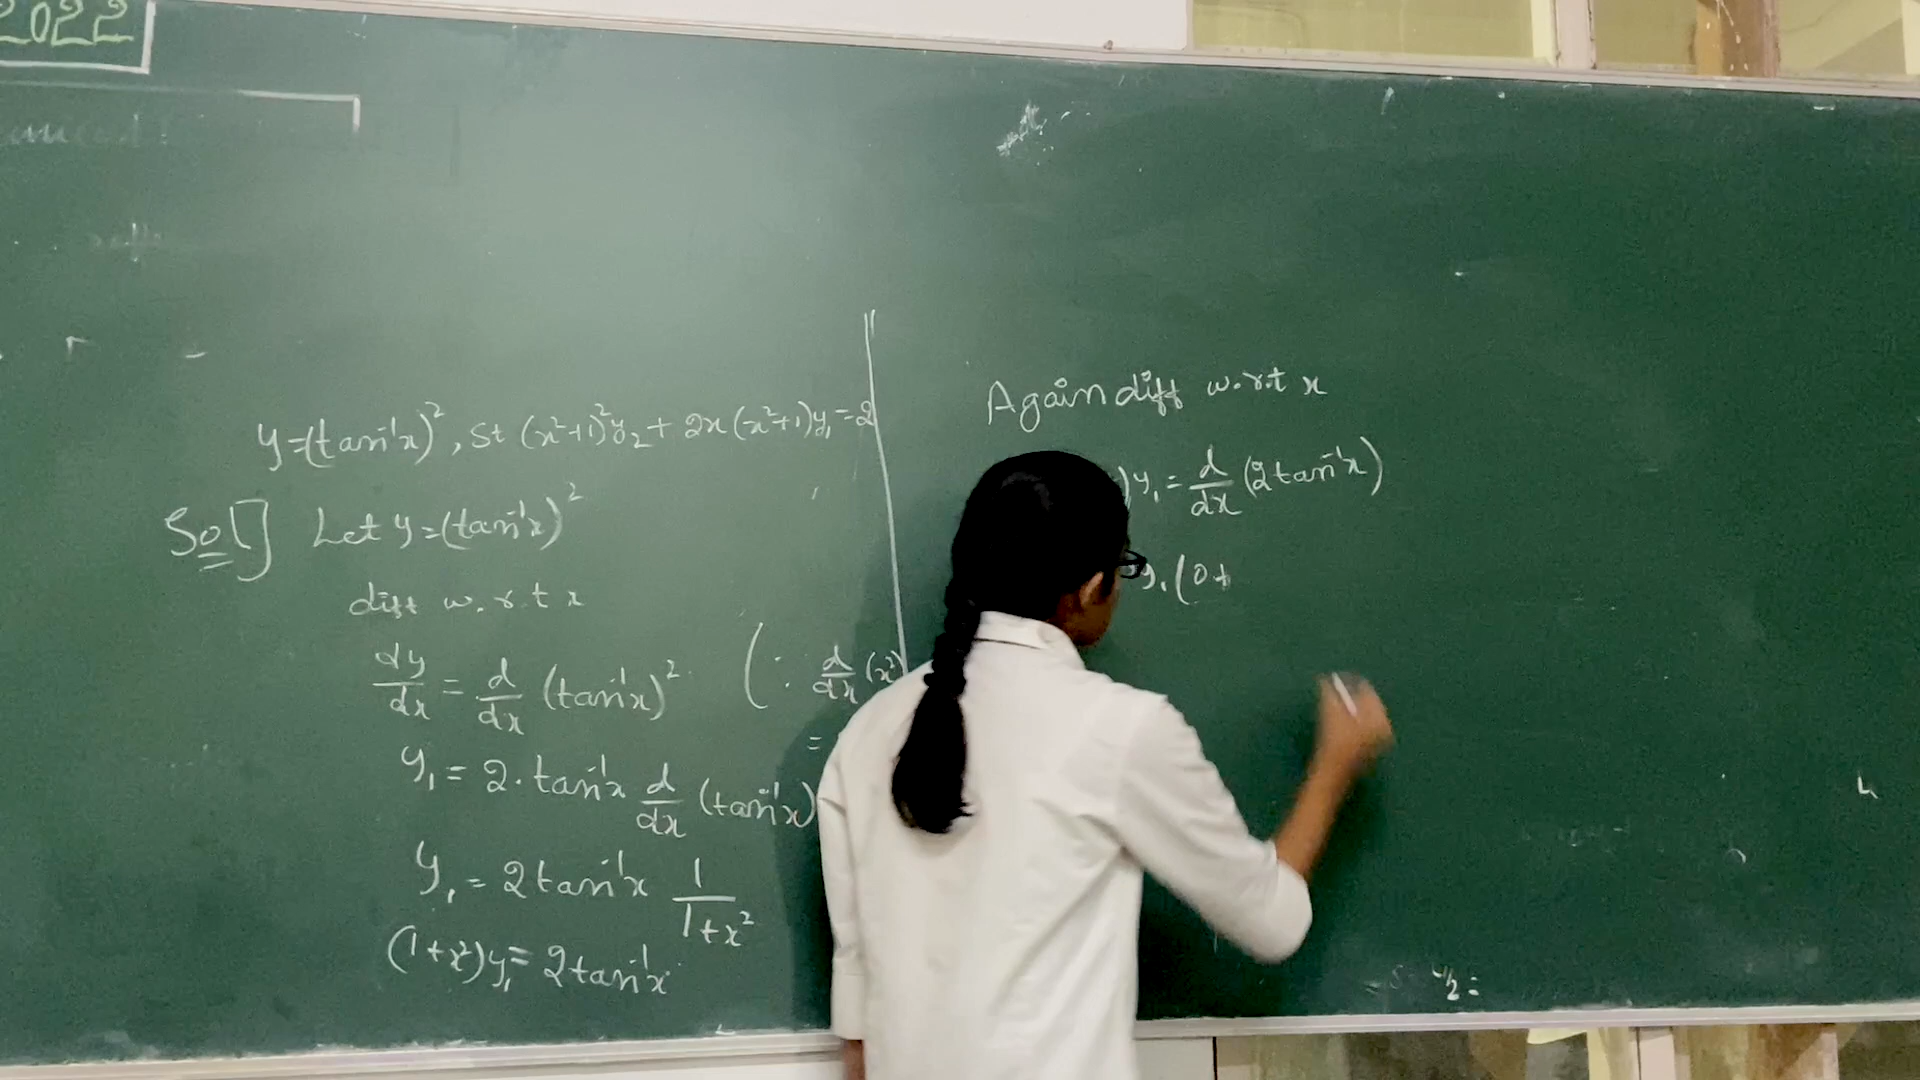 2022
y=(tan⁻¹x)², St (x²+1)²y₂+ 2x(x²+1)y₁=2
Sol] Let y=(tan⁻¹x)²
diff w.r.t x
dy/dx = d/dx (tan⁻¹x)² (∵ d/dx (x²)
=
y₁ = 2·tan⁻¹x d/dx (tan⁻¹x)
y₁ = 2tan⁻¹x 1/1+x²
(1+x²)y₁= 2tan⁻¹x
Again diff w.r.t x
)y₁ = d/dx (2tan⁻¹x)
y₁(0+